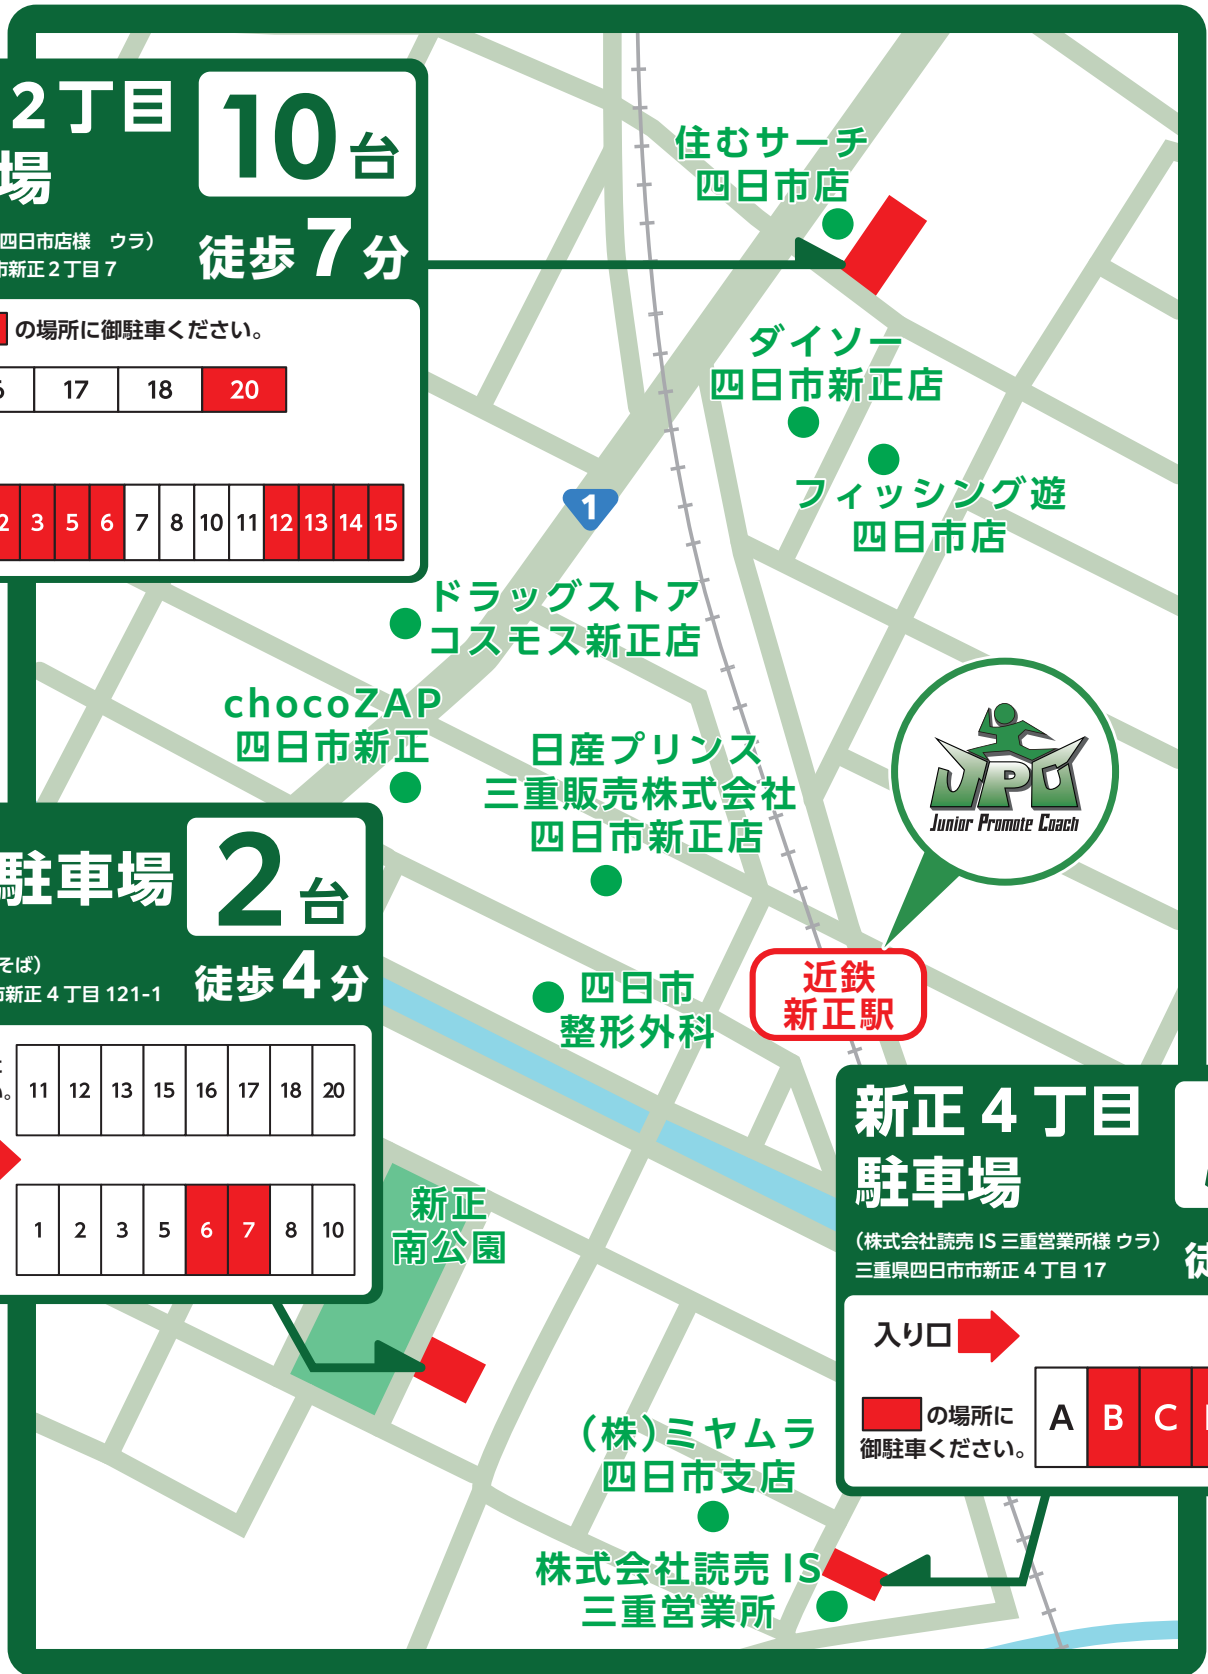 2丁目
場
10台
四日市店様 ウラ）
市新正２丁目７
徒歩7分
の場所に御駐車ください。
17 18 20
2 3 5 6 7 8 10 11 12 13 14 15
住むサーチ
四日市店
ダイソー
四日市新正店
フィッシング遊
四日市店
1
ドラッグストア
コスモス新正店
chocoZAP
四日市新正
日産プリンス
三重販売株式会社
四日市新正店
JPC
Junior Promote Coach
駐車場
2台
そば）
市新正４丁目 121-1
徒歩4分
い。
11 12 13 15 16 17 18 20
1 2 3 5 6 7 8 10
四日市
整形外科
近鉄
新正駅
新正
南公園
新正４丁目
駐車場
（株式会社読売 IS 三重営業所様 ウラ）
三重県四日市市新正４丁目 17
徒
入り口
の場所に
御駐車ください。
A B C
（株）ミヤムラ
四日市支店
株式会社読売 IS
三重営業所